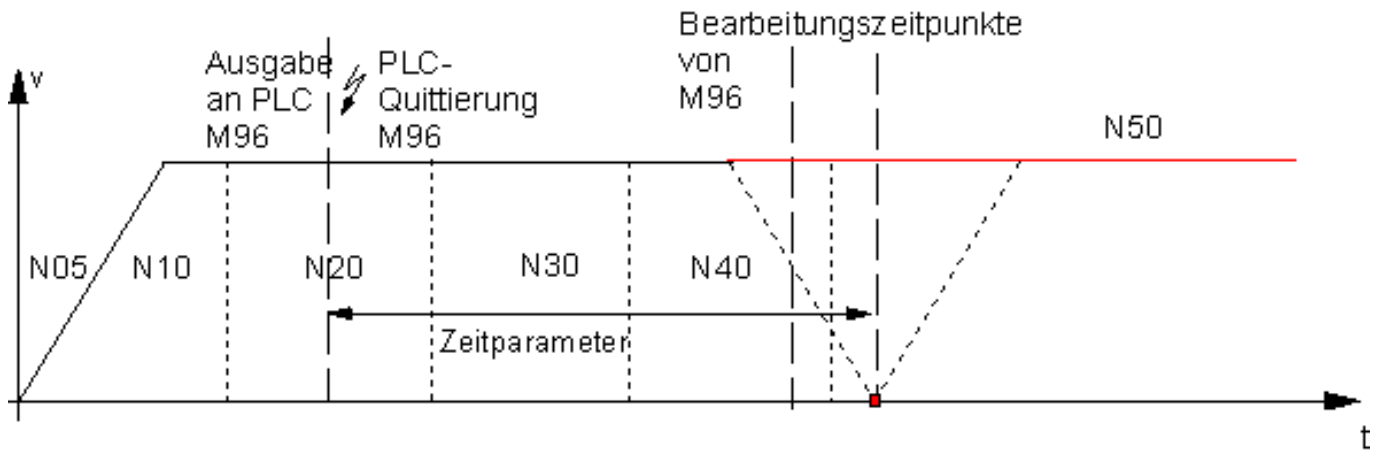 Bearbeitungszeitpunkte
von
M96
Ausgabe
an PLC
M96
PLC-
Quittierung
M96
v
N50
N05
N10
N20
N30
N40
Zeitparameter
t